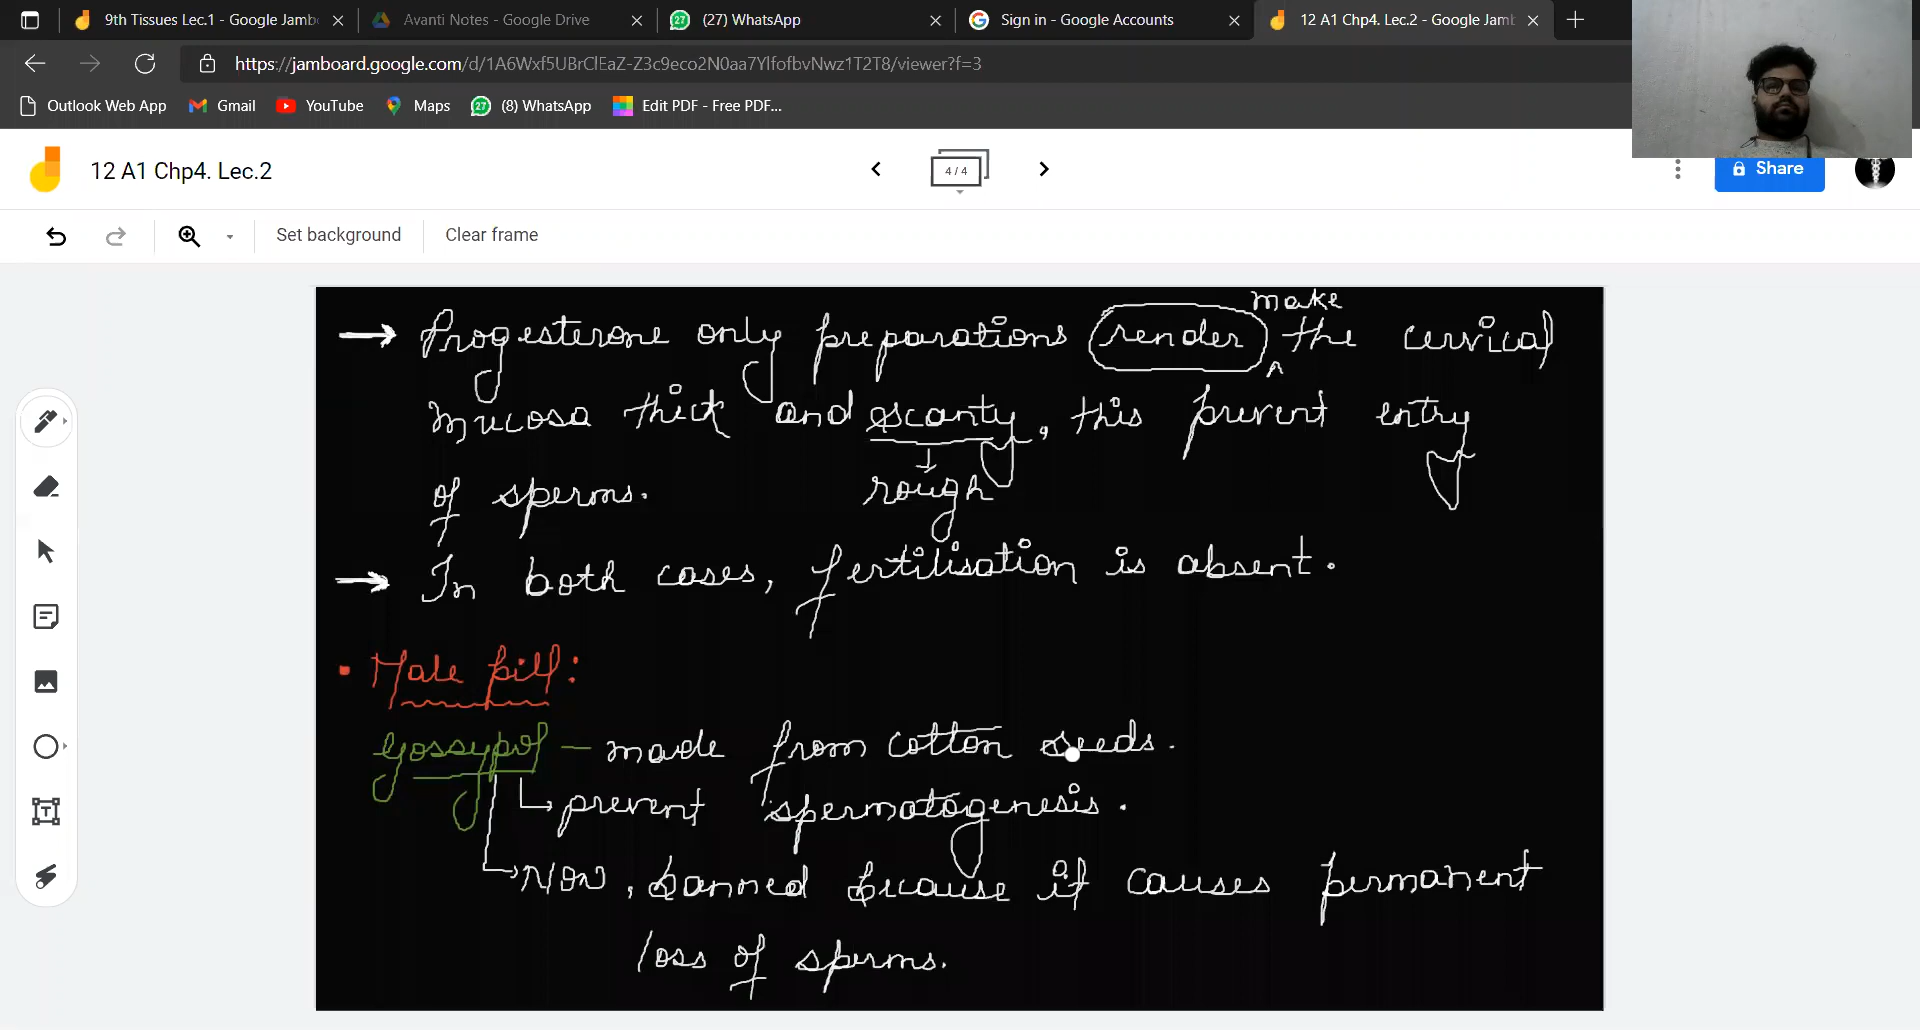 9th Tissues Lec.1 - Google Jamb
Avanti Notes - Google Drive
27 (27) WhatsApp
Sign in - Google Accounts
12 A1 Chp4. Lec.2 - Google Jamb
https://jamboard.google.com/d/1A6Wxf5UBrClEaZ-Z3c9eco2N0aa7YlfofbvNwz1T2T8/viewer?f=3
Outlook Web App
Gmail
YouTube
Maps
27 (8) WhatsApp
Edit PDF - Free PDF...
12 A1 Chp4. Lec.2
4 / 4
Share
Set background
Clear frame
make
Progesterone only preparations render ^ the cervical
mucosa thick and scanty, this prevent entry
of sperms. rough
In both cases, fertilisation is absent.
• Male pill:
Gossypol — made from cotton seeds.
prevent spermatogenesis.
Now, banned because it causes permanent
loss of sperms.